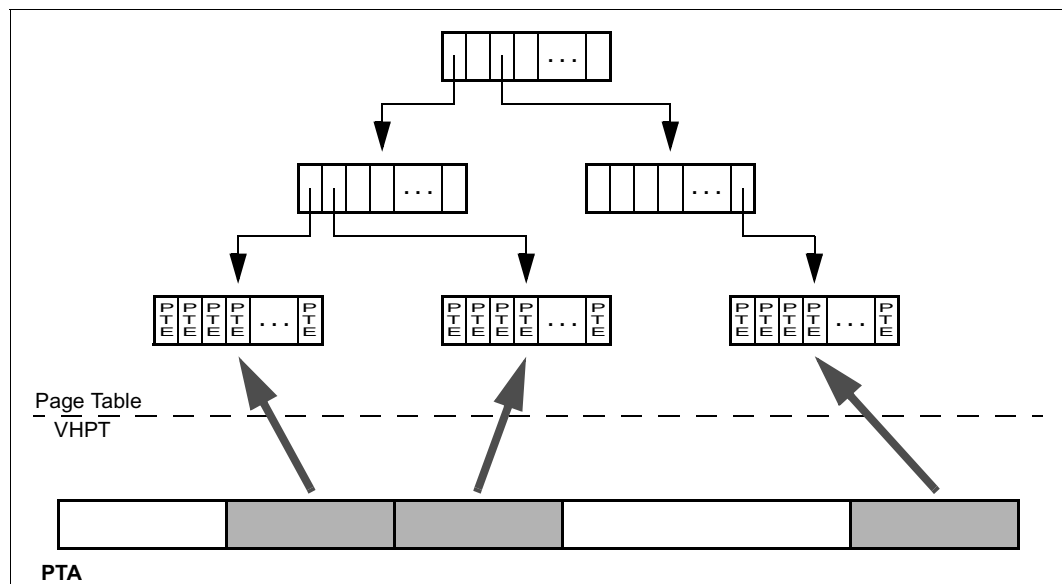 ...
... ...
PTE PTE PTE PTE ... PTE PTE PTE PTE PTE ... PTE PTE PTE PTE PTE ... PTE
Page Table
VHPT
PTA